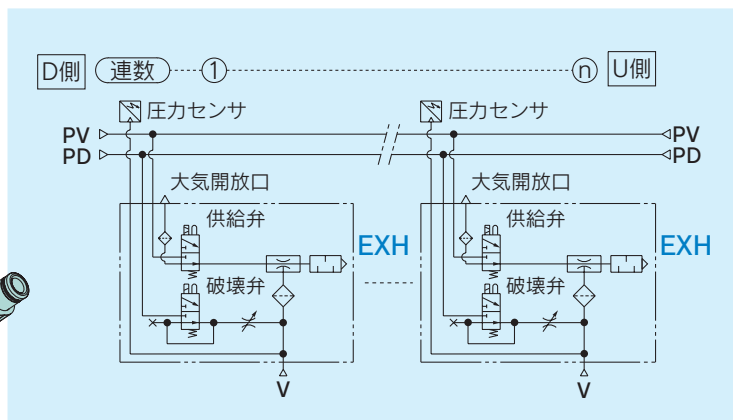 D側 連数 1 n U側
圧力センサ 圧力センサ
PV PV
PD PD
大気開放口 大気開放口
供給弁 供給弁
EXH EXH
破壊弁 破壊弁
V V